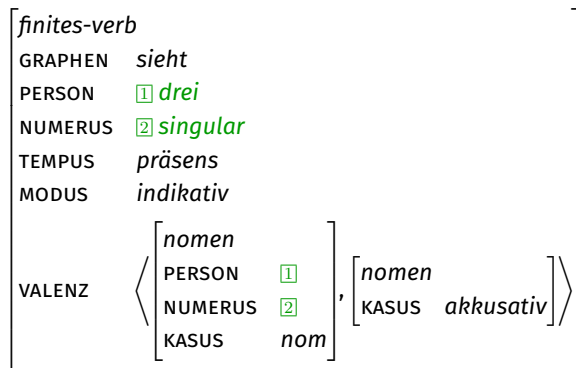 finites-verb
GRAPHEN sieht
PERSON 1 drei
NUMERUS 2 singular
TEMPUS präsens
MODUS indikativ
VALENZ ⟨[nomen PERSON 1 NUMERUS 2 KASUS nom], [nomen KASUS akkusativ]⟩